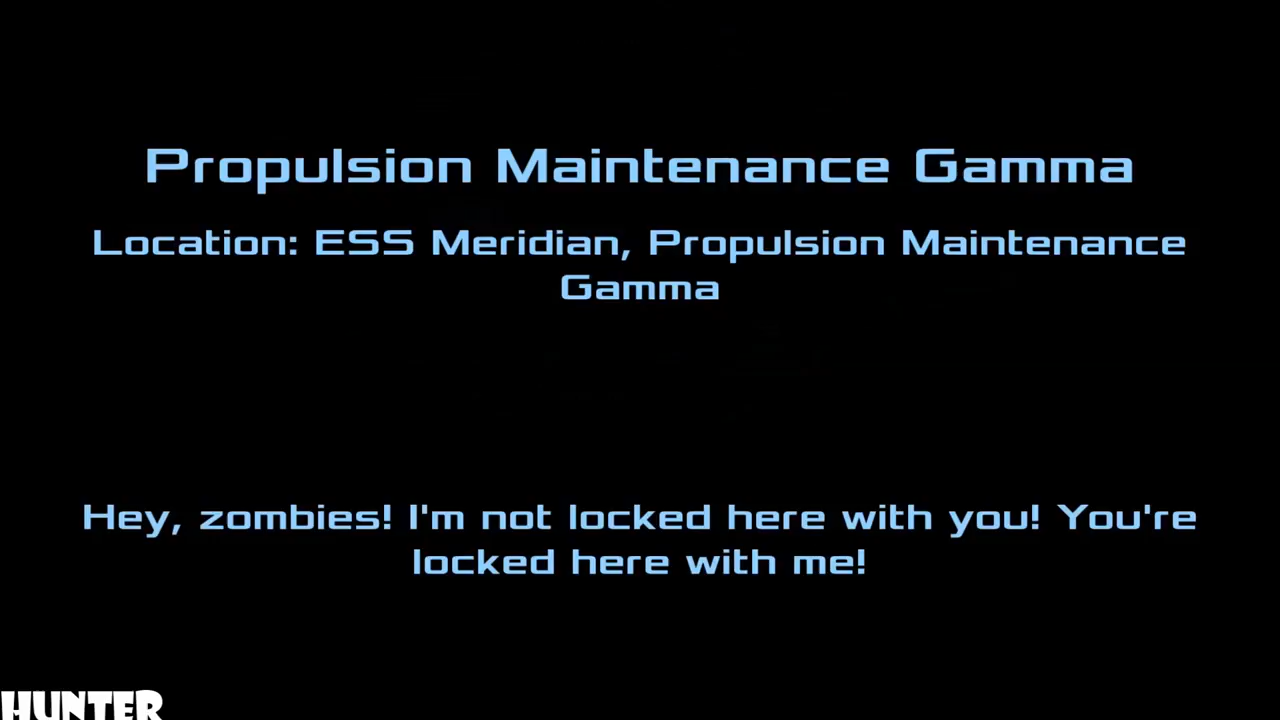 Propulsion Maintenance Gamma
Location: ESS Meridian, Propulsion Maintenance
Gamma
Hey, zombies! I'm not locked here with you! You're
locked here with me!
HUNTER